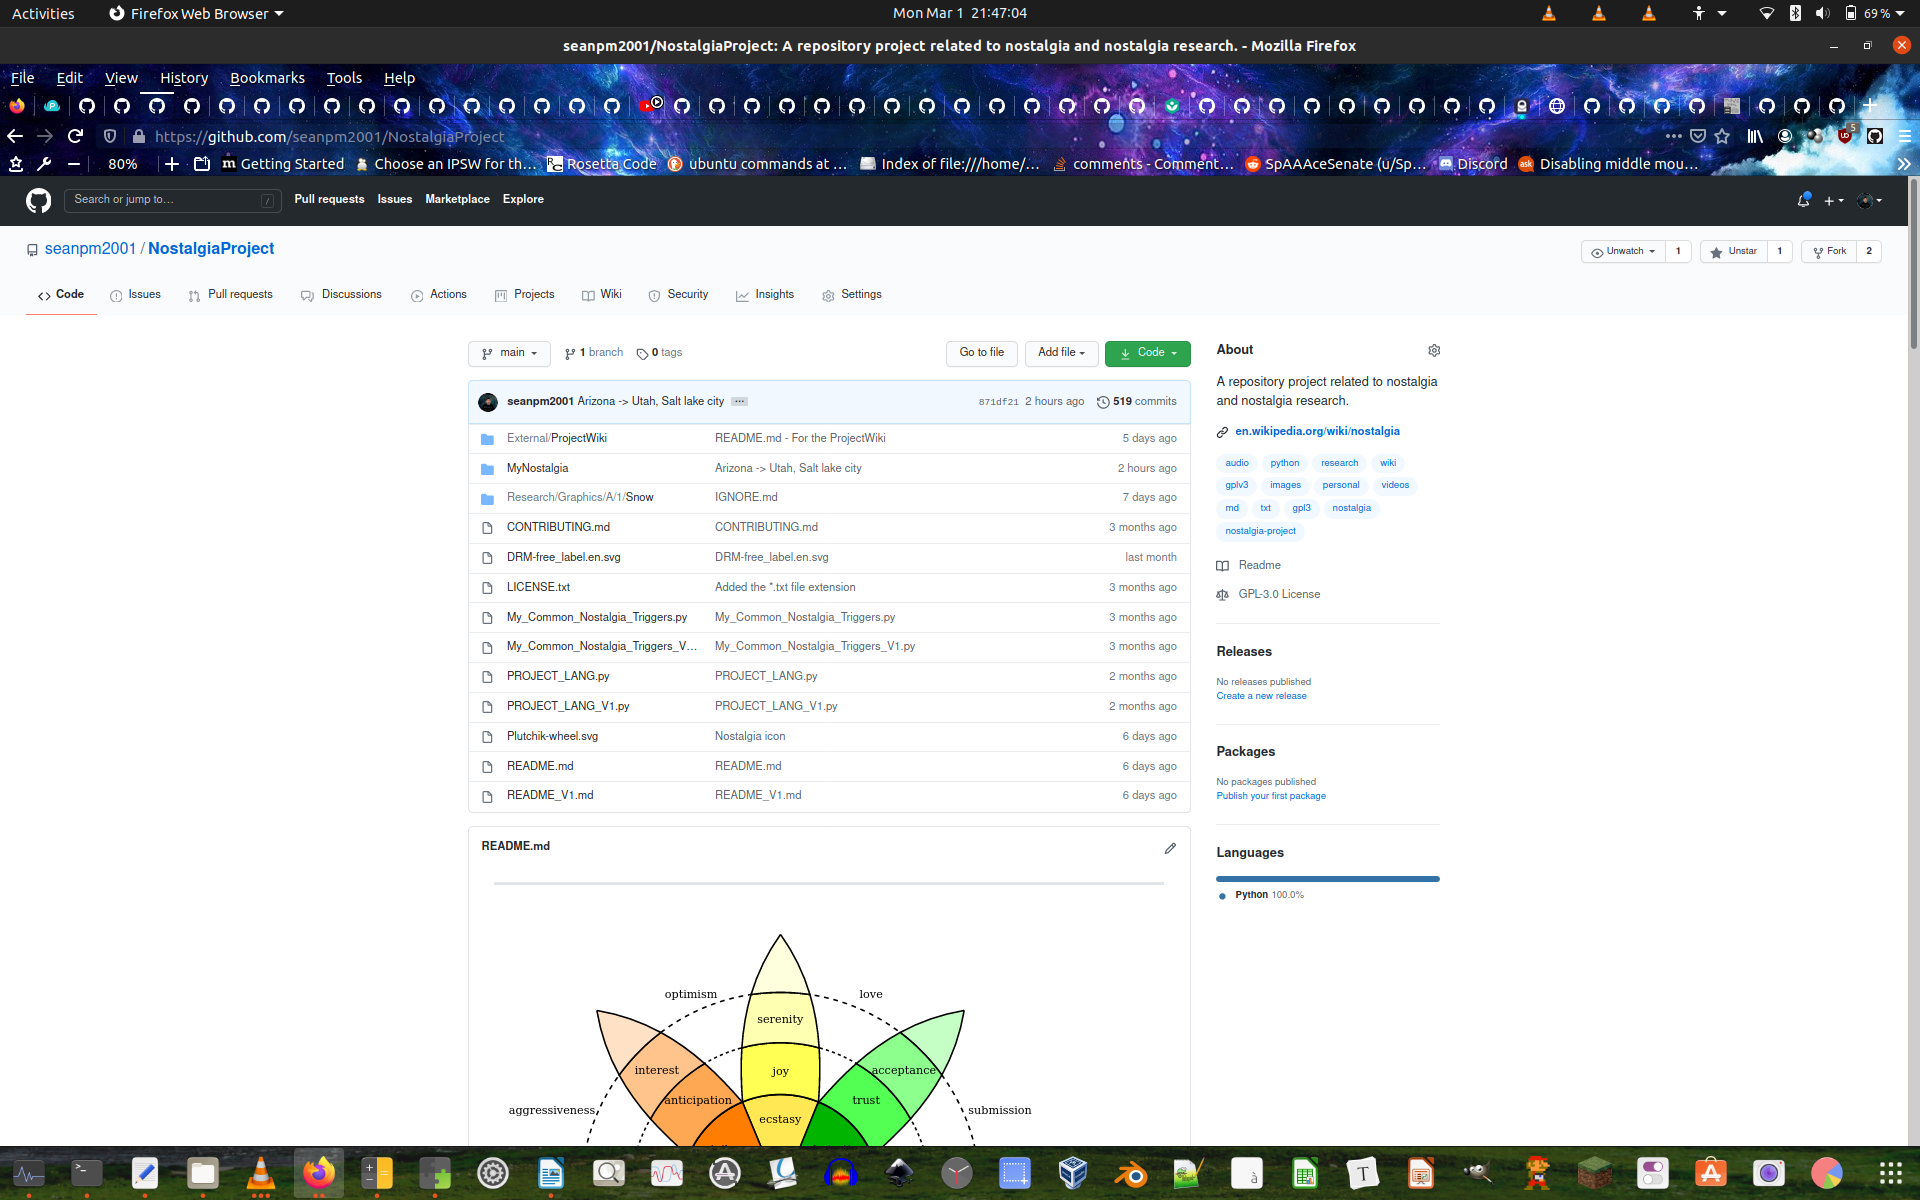 Activities
Firefox Web Browser
Mon Mar 1 21:47:04
69 %
seanpm2001/NostalgiaProject: A repository project related to nostalgia and nostalgia research. - Mozilla Firefox
File Edit View History Bookmarks Tools Help
https://github.com/seanpm2001/NostalgiaProject
5
80%
Getting Started
Choose an IPSW for th…
Rosetta Code
ubuntu commands at …
Index of file:///home/…
comments - Comment…
SpAAAceSenate (u/Sp…
Discord
Disabling middle mou…
Search or jump to…
/
Pull requests Issues Marketplace Explore
seanpm2001 / NostalgiaProject
Unwatch 1
Unstar 1
Fork 2
Code
Issues
Pull requests
Discussions
Actions
Projects
Wiki
Security
Insights
Settings
main
1 branch
0 tags
Go to file
Add file
Code
seanpm2001 Arizona -> Utah, Salt lake city ...
871df21 2 hours ago
519 commits
External/ProjectWiki README.md - For the ProjectWiki 5 days ago
MyNostalgia Arizona -> Utah, Salt lake city 2 hours ago
Research/Graphics/A/1/Snow IGNORE.md 7 days ago
CONTRIBUTING.md CONTRIBUTING.md 3 months ago
DRM-free_label.en.svg DRM-free_label.en.svg last month
LICENSE.txt Added the *.txt file extension 3 months ago
My_Common_Nostalgia_Triggers.py My_Common_Nostalgia_Triggers.py 3 months ago
My_Common_Nostalgia_Triggers_V… My_Common_Nostalgia_Triggers_V1.py 3 months ago
PROJECT_LANG.py PROJECT_LANG.py 2 months ago
PROJECT_LANG_V1.py PROJECT_LANG_V1.py 2 months ago
Plutchik-wheel.svg Nostalgia icon 6 days ago
README.md README.md 6 days ago
README_V1.md README_V1.md 6 days ago
README.md
optimism
love
serenity
interest
joy
acceptance
anticipation
trust
aggressiveness
ecstasy
submission
About
A repository project related to nostalgia
and nostalgia research.
en.wikipedia.org/wiki/nostalgia
audio python research wiki
gplv3 images personal videos
md txt gpl3 nostalgia
nostalgia-project
Readme
GPL-3.0 License
Releases
No releases published
Create a new release
Packages
No packages published
Publish your first package
Languages
Python 100.0%